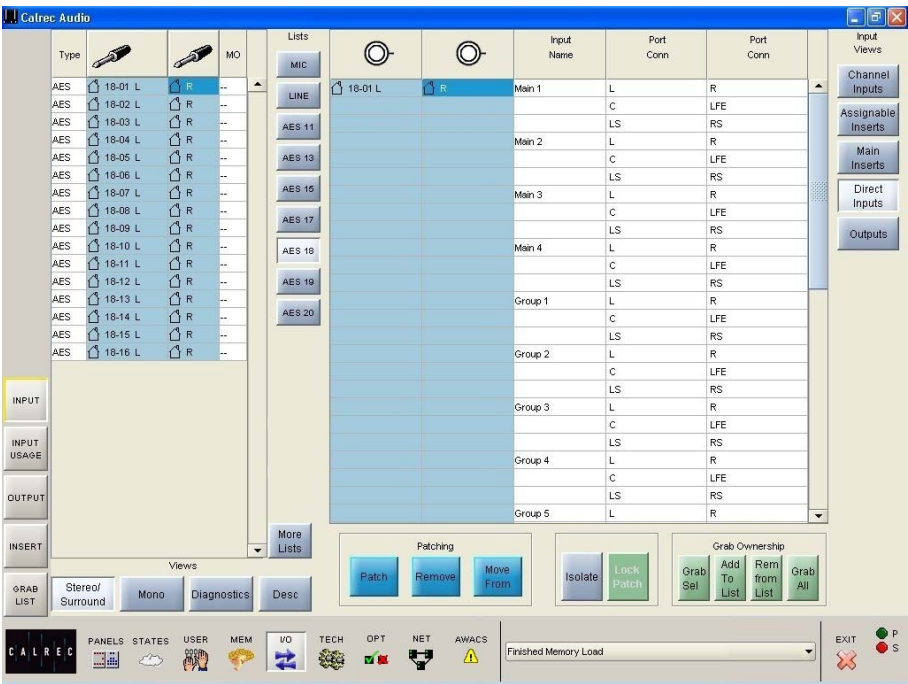 Calrec Audio
Type MO
AES 18-01 L R --
AES 18-02 L R --
AES 18-03 L R --
AES 18-04 L R --
AES 18-05 L R --
AES 18-06 L R --
AES 18-07 L R --
AES 18-08 L R --
AES 18-09 L R --
AES 18-10 L R --
AES 18-11 L R --
AES 18-12 L R --
AES 18-13 L R --
AES 18-14 L R --
AES 18-15 L R --
AES 18-16 L R --
Lists
MIC
LINE
AES 11
AES 13
AES 15
AES 17
AES 18
AES 19
AES 20
More
Lists
Input
Name
Port
Conn
Port
Conn
18-01 L R Main 1 L R
C LFE
LS RS
Main 2 L R
C LFE
LS RS
Main 3 L R
C LFE
LS RS
Main 4 L R
C LFE
LS RS
Group 1 L R
C LFE
LS RS
Group 2 L R
C LFE
LS RS
Group 3 L R
C LFE
LS RS
Group 4 L R
C LFE
LS RS
Group 5 L R
Input
Views
Channel
Inputs
Assignable
Inserts
Main
Inserts
Direct
Inputs
Outputs
INPUT
INPUT
USAGE
OUTPUT
INSERT
GRAB
LIST
Views
Stereo/
Surround
Mono
Diagnostics
Desc
Patching
Patch
Remove
Move
From
Isolate
Lock
Patch
Grab Ownership
Grab
Sel
Add
To
List
Rem
from
List
Grab
All
CALREC
PANELS STATES USER MEM I/O TECH OPT NET AWACS
Finished Memory Load
EXIT
P
S